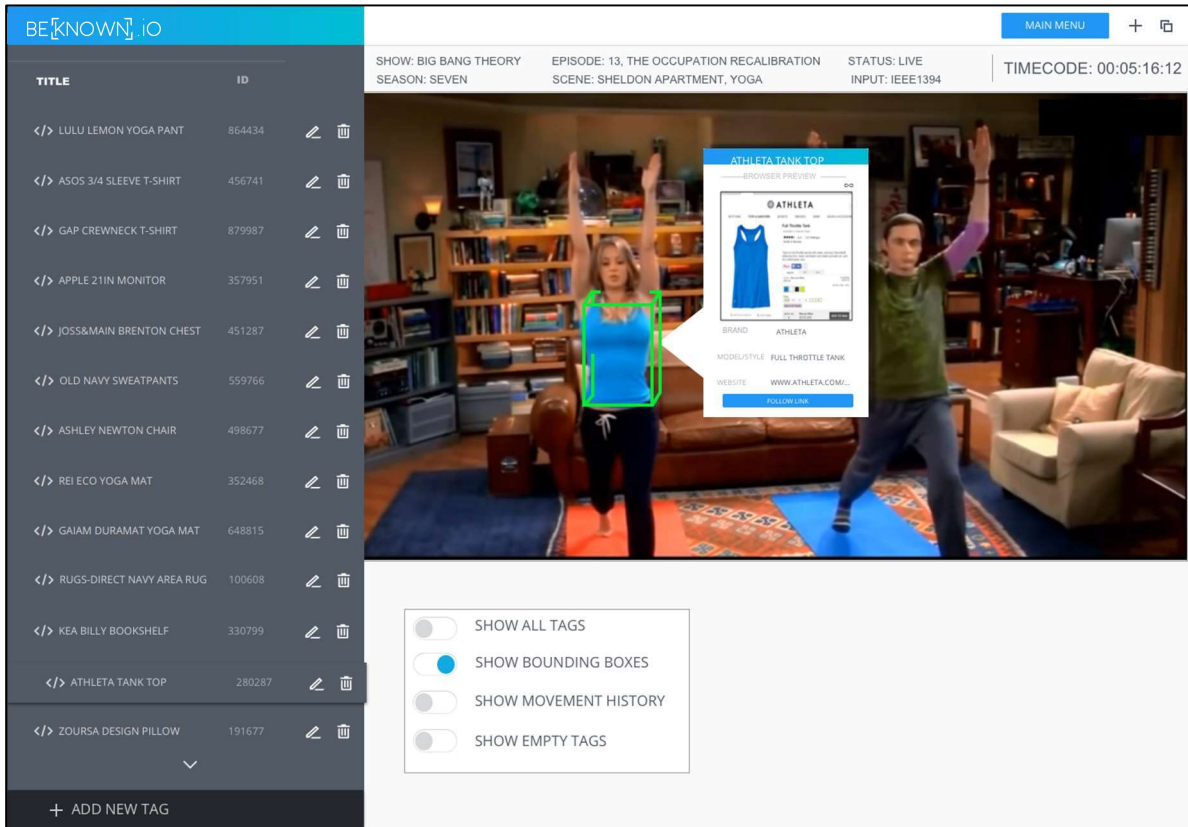 BE[KNOWN].iO
MAIN MENU
SHOW: BIG BANG THEORY
SEASON: SEVEN
EPISODE: 13, THE OCCUPATION RECALIBRATION
SCENE: SHELDON APARTMENT, YOGA
STATUS: LIVE
INPUT: IEEE1394
TIMECODE: 00:05:16:12
TITLE ID
</> LULU LEMON YOGA PANT 864434
</> ASOS 3/4 SLEEVE T-SHIRT 456741
</> GAP CREWNECK T-SHIRT 879987
</> APPLE 21IN MONITOR 357951
</> JOSS&MAIN BRENTON CHEST 451287
</> OLD NAVY SWEATPANTS 559766
</> ASHLEY NEWTON CHAIR 498677
</> REI ECO YOGA MAT 352468
</> GAIAM DURAMAT YOGA MAT 648815
</> RUGS-DIRECT NAVY AREA RUG 100608
</> KEA BILLY BOOKSHELF 330799
</> ATHLETA TANK TOP 280287
</> ZOURSA DESIGN PILLOW 191677
+ ADD NEW TAG
ATHLETA TANK TOP
BROWSER PREVIEW
ATHLETA
Full Throttle Tank
BRAND ATHLETA
MODEL/STYLE FULL THROTTLE TANK
WEBSITE WWW.ATHLETA.COM/...
FOLLOW LINK
SHOW ALL TAGS
SHOW BOUNDING BOXES
SHOW MOVEMENT HISTORY
SHOW EMPTY TAGS